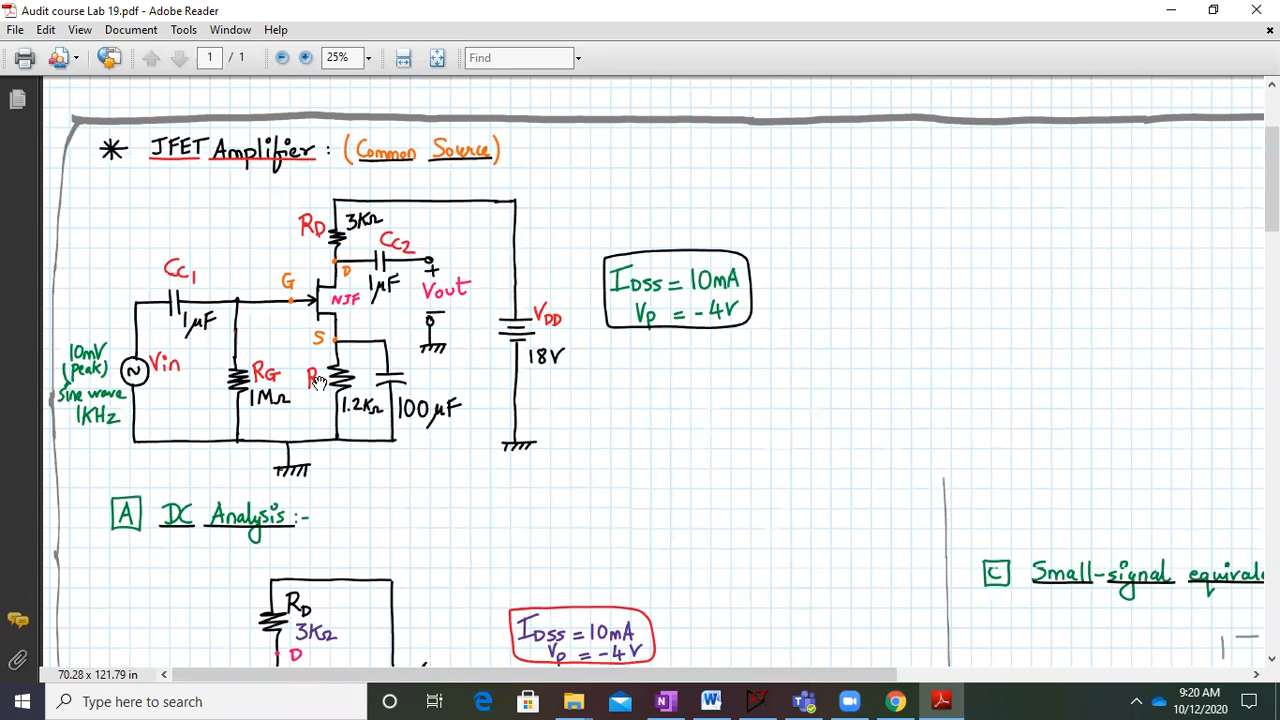 Audit course Lab 19.pdf - Adobe Reader
File Edit View Document Tools Window Help
1 / 1 25% Find
* JFET Amplifier : (Common Source)
RD 3KΩ
CC2
D
1μF
+
Vout
−
CC1
1μF
G
NJF
S
VDD
18V
10mV
(peak)
sine wave
1KHz
Vin
RG
1MΩ
R
1.2KΩ
100μF
IDSS = 10mA
Vp = -4V
A DC Analysis :-
RD
3KΩ
D
IDSS = 10mA
Vp = -4V
C Small-signal equivale
70.28 x 121.79 in
Type here to search
9:20 AM
10/12/2020